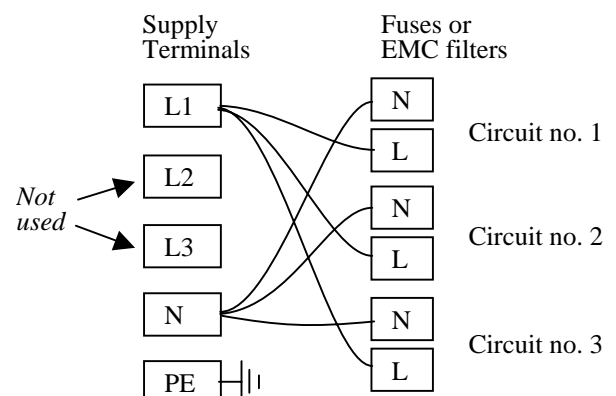 Supply
Terminals
Fuses or
EMC filters
L1
L2
L3
N
PE
Not
used
N
L
Circuit no. 1
N
L
Circuit no. 2
N
L
Circuit no. 3